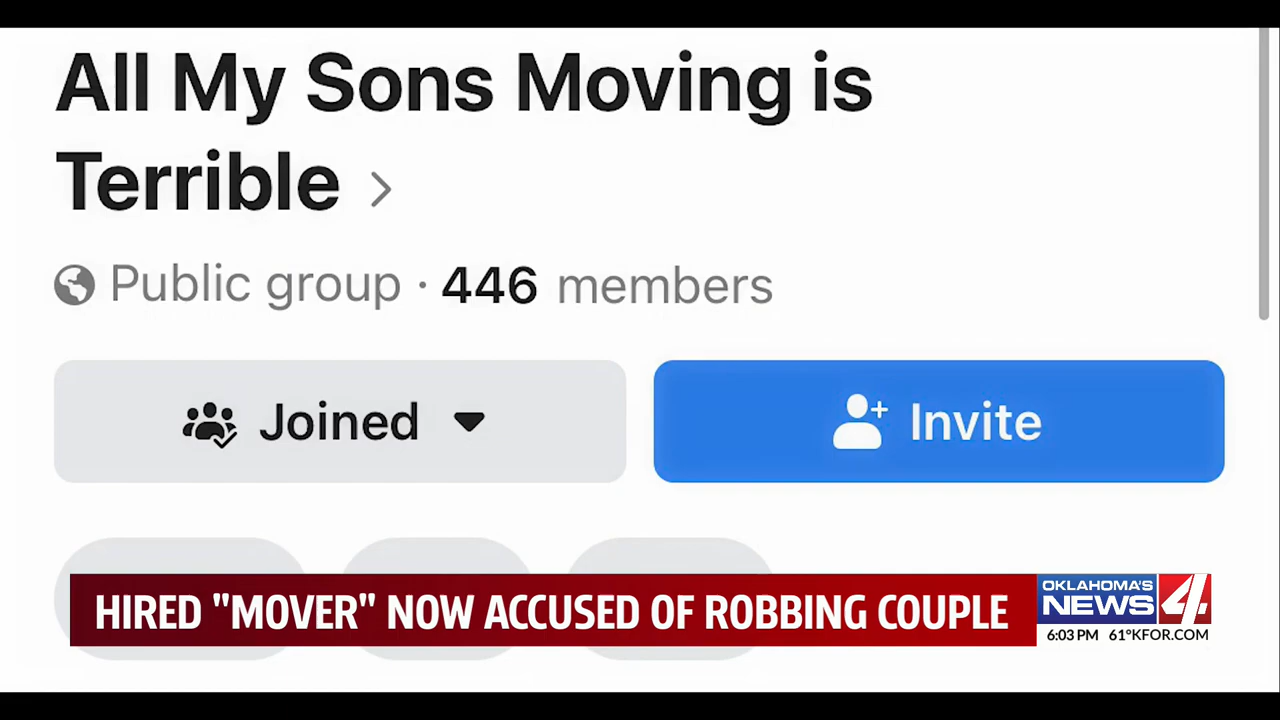 All My Sons Moving is
Terrible >
Public group · 446 members
Joined
Invite
HIRED "MOVER" NOW ACCUSED OF ROBBING COUPLE
OKLAHOMA'S
NEWS 4
6:03 PM 61° KFOR.COM